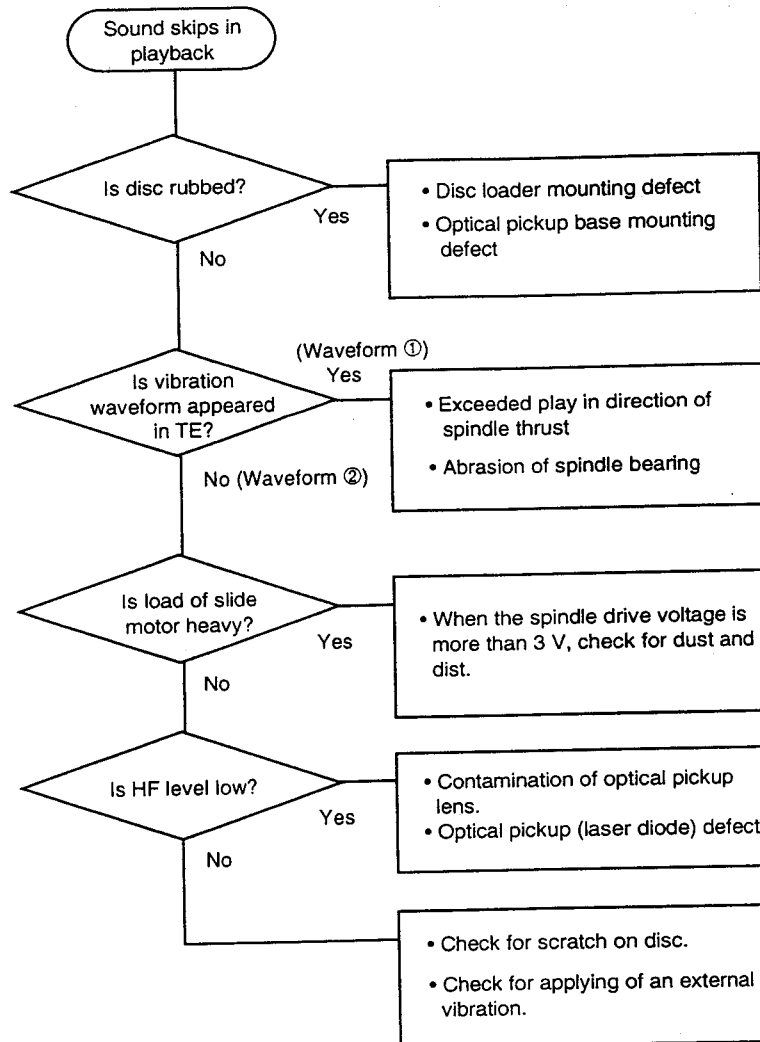 Sound skips in
playback
Is disc rubbed?
Yes
• Disc loader mounting defect
• Optical pickup base mounting
defect
No
(Waveform ①)
Is vibration
waveform appeared
in TE?
Yes
• Exceeded play in direction of
spindle thrust
• Abrasion of spindle bearing
No (Waveform ②)
Is load of slide
motor heavy?
Yes
• When the spindle drive voltage is
more than 3 V, check for dust and
dist.
No
Is HF level low?
Yes
• Contamination of optical pickup
lens.
• Optical pickup (laser diode) defect
No
• Check for scratch on disc.
• Check for applying of an external
vibration.